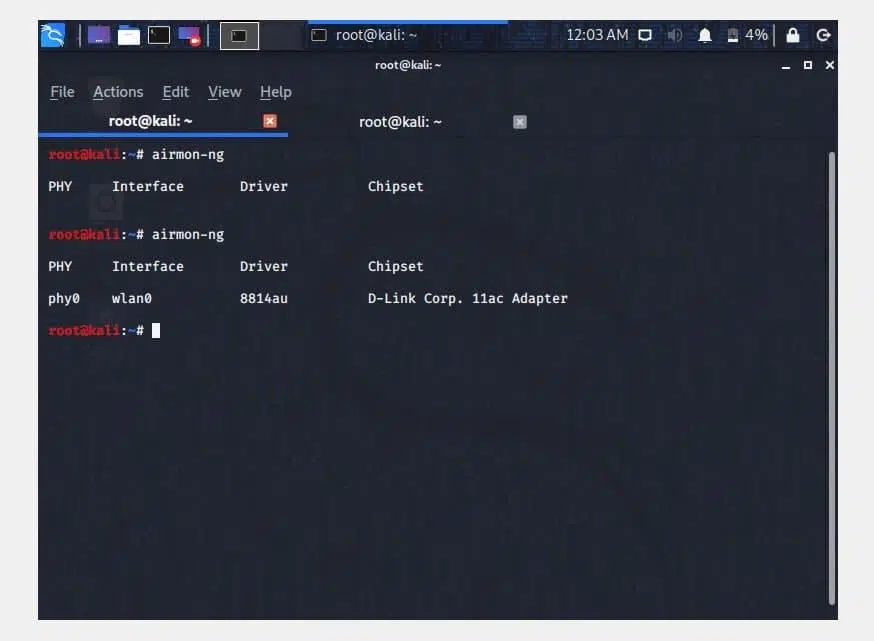 root@kali: ~ 12:03 AM 4%
root@kali: ~
File Actions Edit View Help
root@kali: ~ root@kali: ~
root@kali:~# airmon-ng
PHY Interface Driver Chipset
root@kali:~# airmon-ng
PHY Interface Driver Chipset
phy0 wlan0 8814au D-Link Corp. 11ac Adapter
root@kali:~#